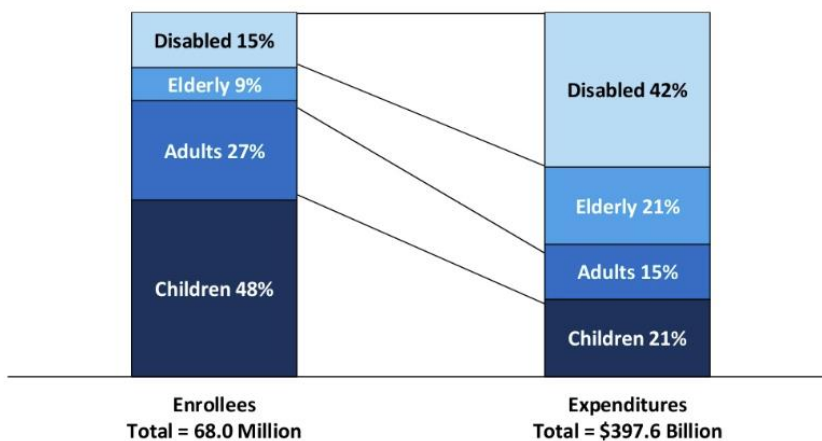 Disabled 15%
Elderly 9%
Adults 27%
Children 48%
Disabled 42%
Elderly 21%
Adults 15%
Children 21%
Enrollees
Total = 68.0 Million
Expenditures
Total = $397.6 Billion